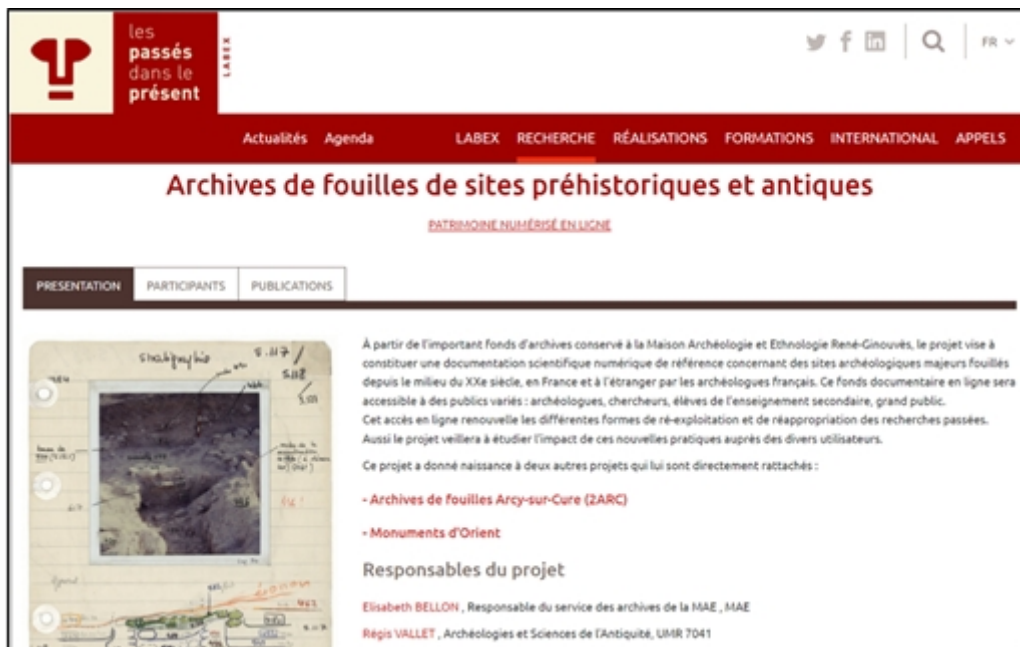 les
passés
dans le
présent
LABEX
FR
Actualités Agenda LABEX RECHERCHE RÉALISATIONS FORMATIONS INTERNATIONAL APPELS
Archives de fouilles de sites préhistoriques et antiques
PATRIMOINE NUMÉRISÉ EN LIGNE
PRESENTATION PARTICIPANTS PUBLICATIONS
stratigraphie S.117 /
5.118
À partir de l'important fonds d'archives conservé à la Maison Archéologie et Ethnologie René-Ginouvès, le projet vise à
constituer une documentation scientifique numérique de référence concernant des sites archéologiques majeurs fouillés
depuis le milieu du XXe siècle, en France et à l'étranger par les archéologues français. Ce fonds documentaire en ligne sera
accessible à des publics variés : archéologues, chercheurs, élèves de l'enseignement secondaire, grand public.
Cet accès en ligne renouvelle les différentes formes de ré-exploitation et de réappropriation des recherches passées.
Aussi le projet veillera à étudier l'impact de ces nouvelles pratiques auprès des divers utilisateurs.
Ce projet a donné naissance à deux autres projets qui lui sont directement rattachés :
- Archives de fouilles Arcy-sur-Cure (2ARC)
- Monuments d'Orient
Responsables du projet
Elisabeth BELLON , Responsable du service des archives de la MAE , MAE
Régis VALLET , Archéologies et Sciences de l'Antiquité, UMR 7041